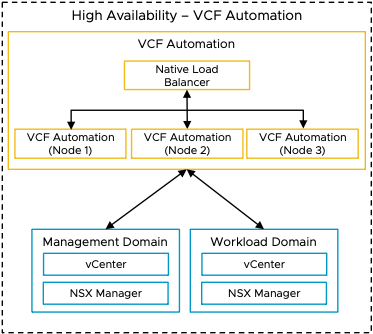 High Availability – VCF Automation
VCF Automation
Native Load
Balancer
VCF Automation
(Node 1)
VCF Automation
(Node 2)
VCF Automation
(Node 3)
Management Domain
vCenter
NSX Manager
Workload Domain
vCenter
NSX Manager